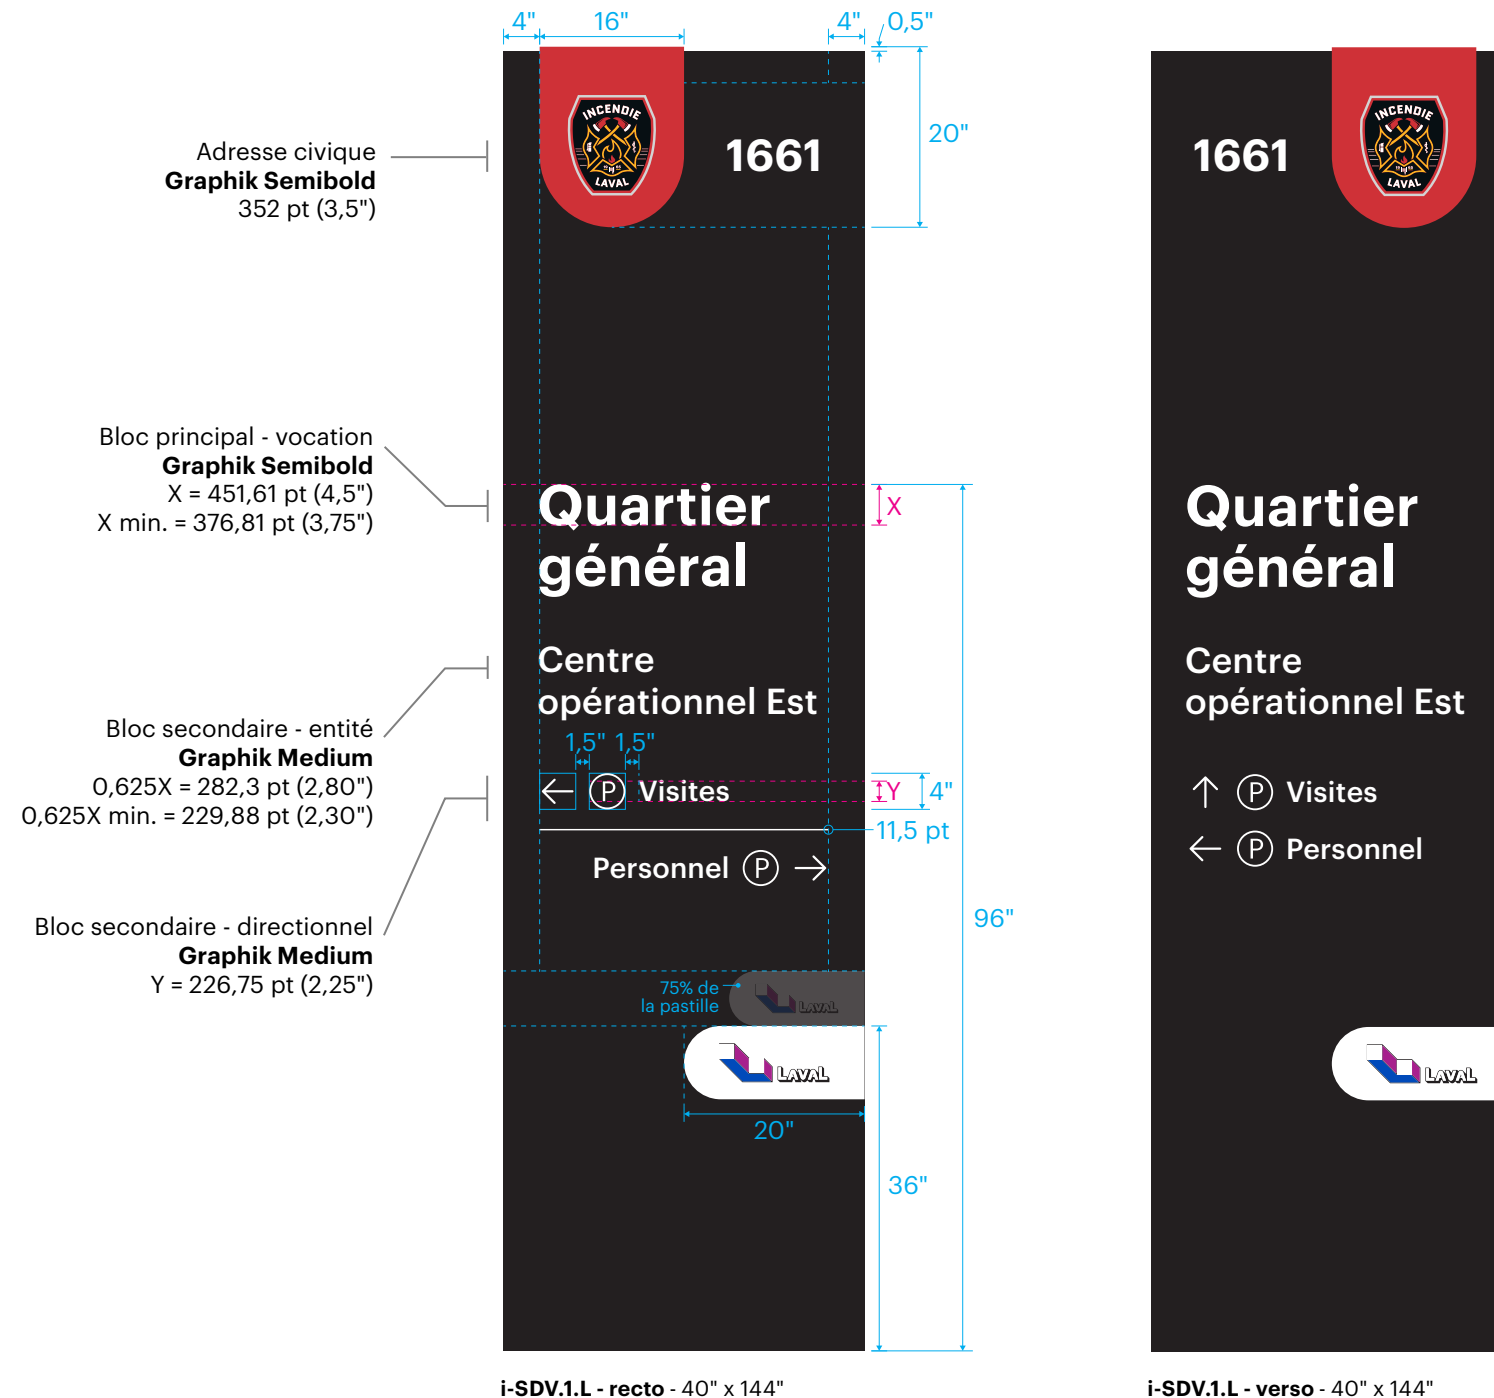 4" 16" 4" 0,5"
INCENDIE
LAVAL
1661
20"
Adresse civique
Graphik Semibold
352 pt (3,5")
1661
INCENDIE
LAVAL
Bloc principal - vocation
Graphik Semibold
X = 451,61 pt (4,5")
X min. = 376,81 pt (3,75")
Quartier
général
X
Quartier
général
Centre
opérationnel Est
Centre
opérationnel Est
Bloc secondaire - entité
Graphik Medium
0,625X = 282,3 pt (2,80")
0,625X min. = 229,88 pt (2,30")
1,5" 1,5"
← P Visites
Y 4"
11,5 pt
Personnel P →
↑ P Visites
← P Personnel
96"
Bloc secondaire - directionnel
Graphik Medium
Y = 226,75 pt (2,25")
75% de
la pastille
LAVAL
LAVAL
LAVAL
20"
36"
i-SDV.1.L - recto - 40" x 144"
i-SDV.1.L - verso - 40" x 144"